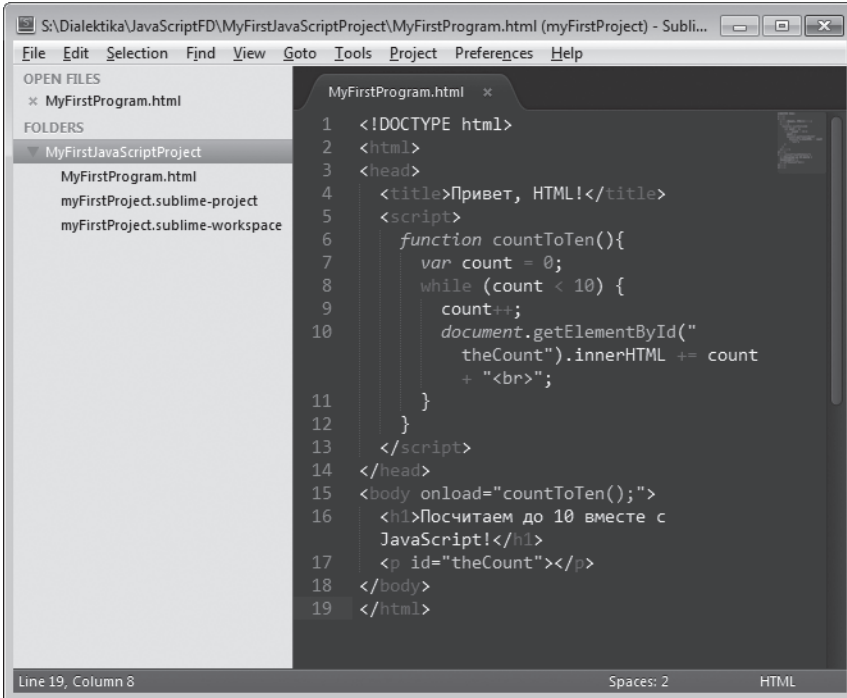 S:\Dialektika\JavaScriptFD\MyFirstJavaScriptProject\MyFirstProgram.html (myFirstProject) - Subli...
File Edit Selection Find View Goto Tools Project Preferences Help
OPEN FILES
× MyFirstProgram.html
FOLDERS
MyFirstJavaScriptProject
MyFirstProgram.html
myFirstProject.sublime-project
myFirstProject.sublime-workspace
MyFirstProgram.html ×
1 <!DOCTYPE html>
2 <html>
3 <head>
4 <title>Привет, HTML!</title>
5 <script>
6 function countToTen(){
7 var count = 0;
8 while (count < 10) {
9 count++;
10 document.getElementById("
theCount").innerHTML += count
+ "<br>";
11 }
12 }
13 </script>
14 </head>
15 <body onload="countToTen();">
16 <h1>Посчитаем до 10 вместе с
JavaScript!</h1>
17 <p id="theCount"></p>
18 </body>
19 </html>
Line 19, Column 8 Spaces: 2 HTML